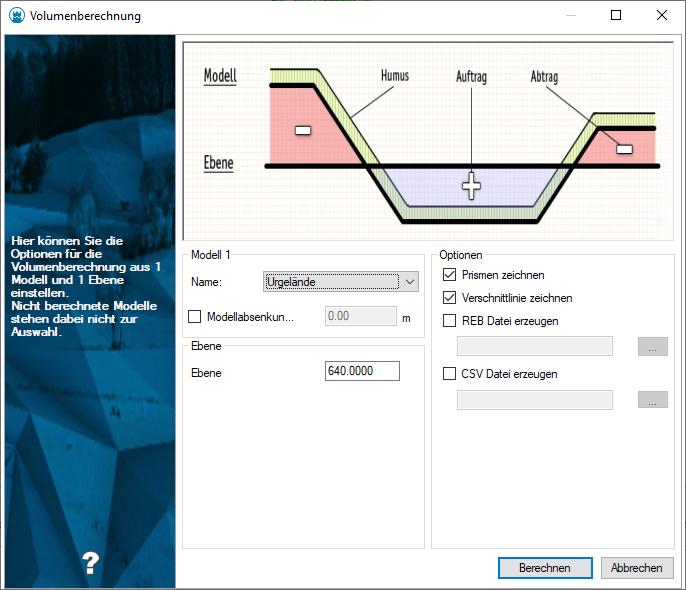 Volumenberechnung
Hier können Sie die
Optionen für die
Volumenberechnung aus 1
Modell und 1 Ebene
einstellen.
Nicht berechnete Modelle
stehen dabei nicht zur
Auswahl.
?
Modell
Humus
Auftrag
Abtrag
Ebene
Modell 1
Name:
Urgelände
Modellabsenkun...
0.00
m
Ebene
Ebene
640.0000
Optionen
Prismen zeichnen
Verschnittlinie zeichnen
REB Datei erzeugen
...
CSV Datei erzeugen
...
Berechnen
Abbrechen